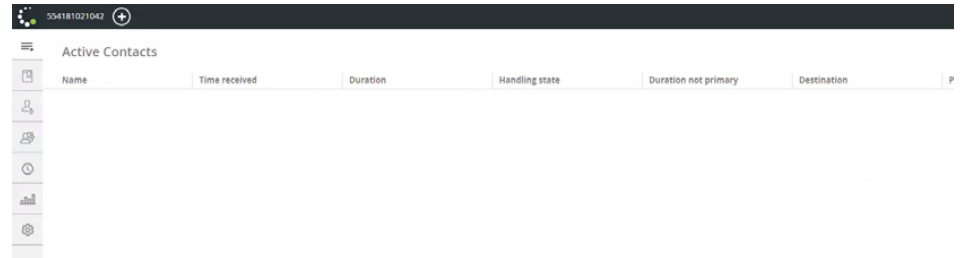 554181021042
Active Contacts
Name Time received Duration Handling state Duration not primary Destination P